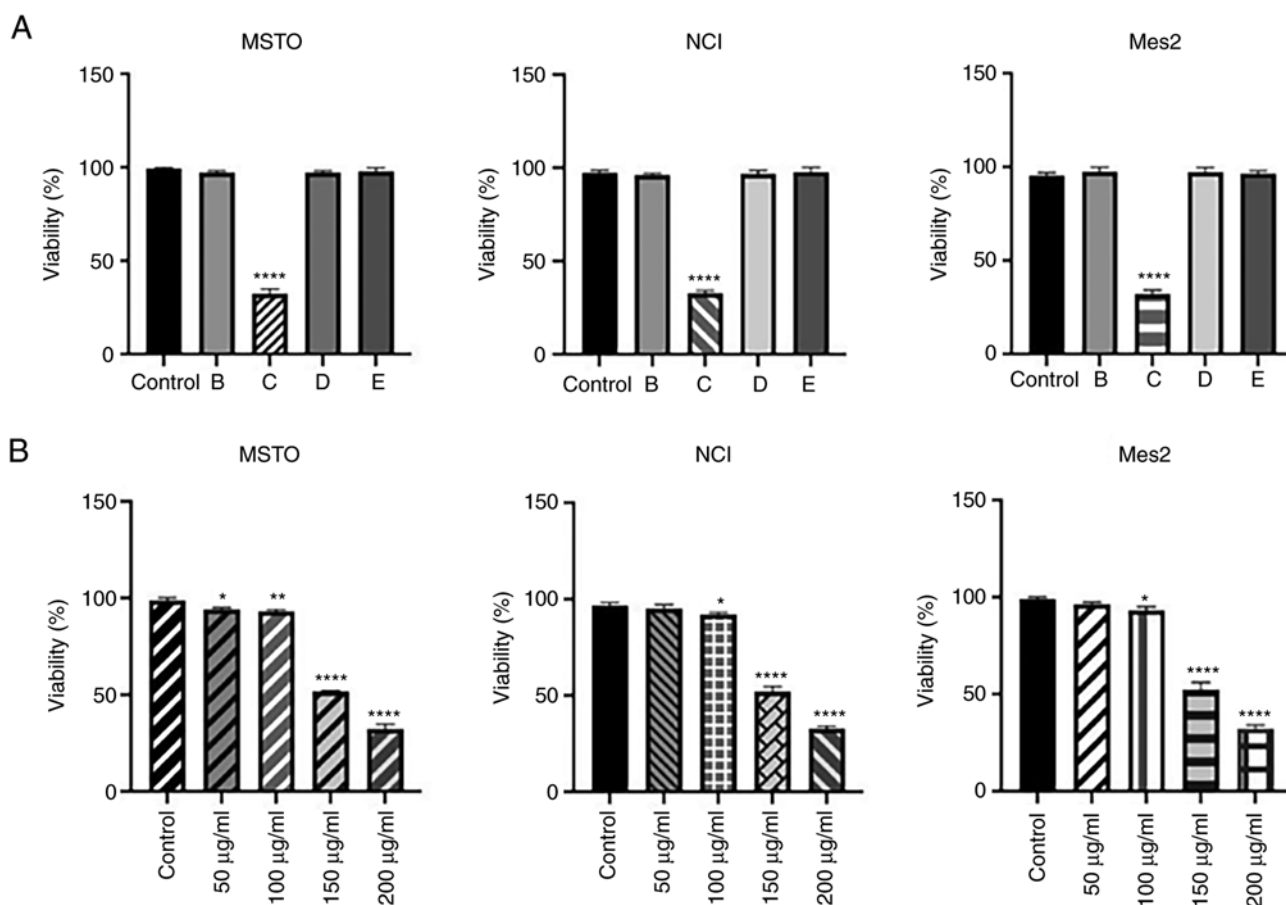 A
MSTO
NCI
Mes2
Viability (%)
150
100
50
0
****
Control B C D E
Viability (%)
150
100
50
0
****
Control B C D E
Viability (%)
150
100
50
0
****
Control B C D E
B
MSTO
NCI
Mes2
Viability (%)
150
100
50
0
*
**
****
****
Control
50 μg/ml
100 μg/ml
150 μg/ml
200 μg/ml
Viability (%)
150
100
50
0
*
****
****
Control
50 μg/ml
100 μg/ml
150 μg/ml
200 μg/ml
Viability (%)
150
100
50
0
*
****
****
Control
50 μg/ml
100 μg/ml
150 μg/ml
200 μg/ml